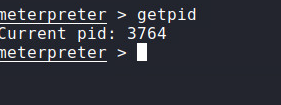 meterpreter > getpid
Current pid: 3764
meterpreter >